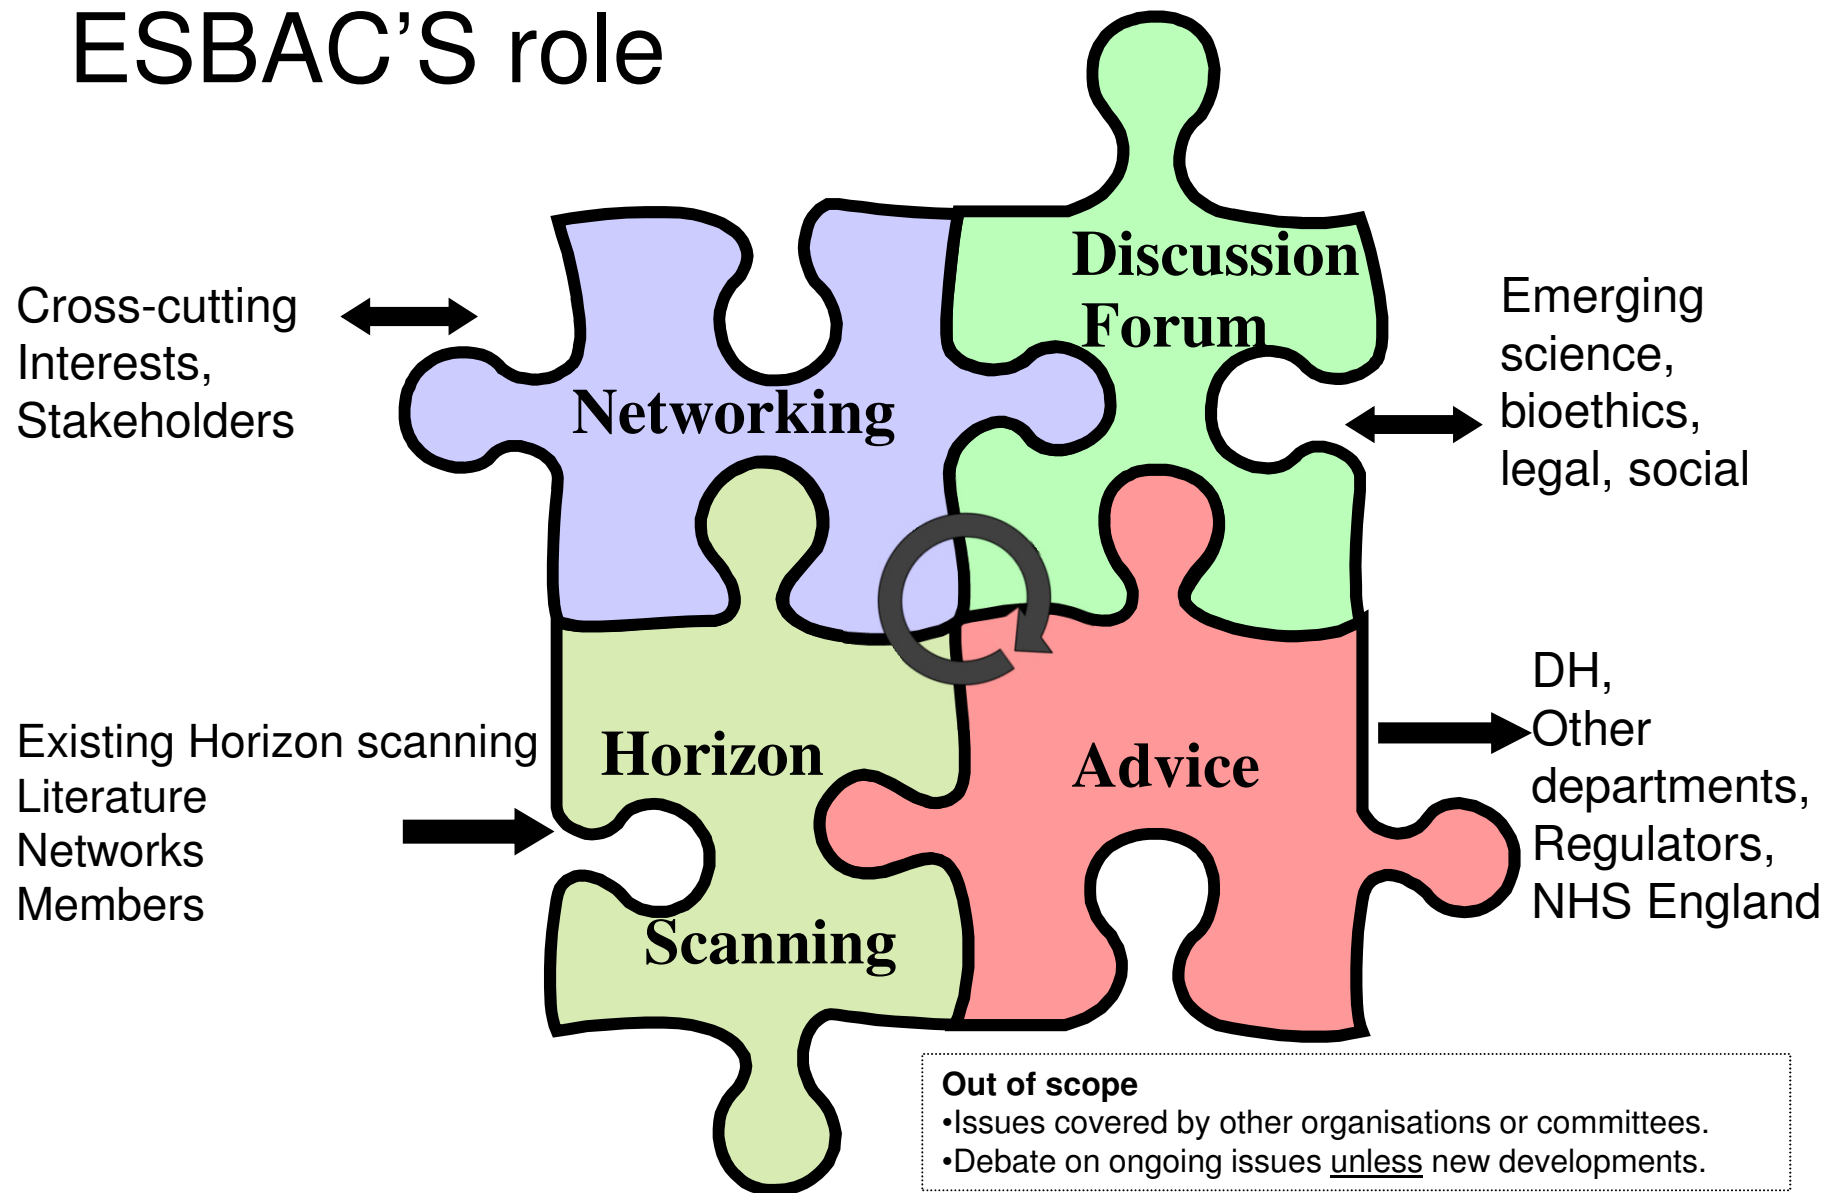 ESBAC’S role
Cross-cutting
Interests,
Stakeholders
Networking
Discussion
Forum
Emerging
science,
bioethics,
legal, social
Existing Horizon scanning
Literature
Networks
Members
Horizon
Scanning
Advice
DH,
Other
departments,
Regulators,
NHS England
Out of scope
•Issues covered by other organisations or committees.
•Debate on ongoing issues unless new developments.